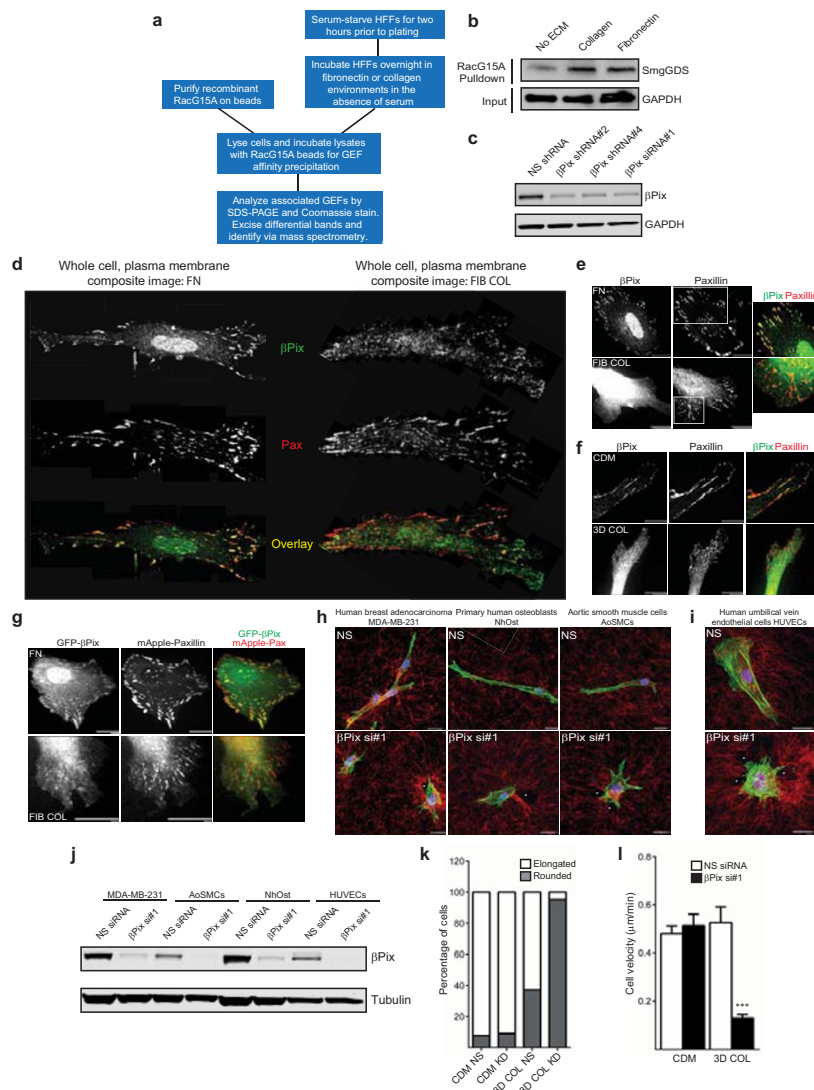 a
Serum-starve HFFs for two
hours prior to plating
Incubate HFFs overnight in
fibronectin or collagen
environments in the
absence of serum
Purify recombinant
RacG15A on beads
Lyse cells and incubate lysates
with RacG15A beads for GEF
affinity precipitation
Analyze associated GEFs by
SDS-PAGE and Coomassie stain.
Excise differential bands and
identify via mass spectrometry.
b
No ECM
Collagen
Fibronectin
RacG15A
Pulldown
SmgGDS
Input
GAPDH
c
NS shRNA
βPix shRNA#2
βPix shRNA#4
βPix siRNA#1
βPix
GAPDH
d
Whole cell, plasma membrane
composite image: FN
Whole cell, plasma membrane
composite image: FIB COL
βPix
Pax
Overlay
e
βPix
Paxillin
βPix Paxillin
FN
FIB COL
f
βPix
Paxillin
βPix Paxillin
CDM
3D COL
g
GFP-βPix
mApple-Paxillin
GFP-βPix
mApple-Pax
FN
FIB COL
h
Human breast adenocarcinoma
MDA-MB-231
Primary human osteoblasts
NhOst
Aortic smooth muscle cells
AoSMCs
NS
NS
NS
βPix si#1
βPix si#1
βPix si#1
i
Human umbilical vein
endothelial cells HUVECs
NS
βPix si#1
j
MDA-MB-231
AoSMCs
NhOst
HUVECs
NS siRNA
βPix si#1
NS siRNA
βPix si#1
NS siRNA
βPix si#1
NS siRNA
βPix si#1
βPix
Tubulin
k
Elongated
Rounded
Percentage of cells
120
100
80
60
40
20
CDM NS
CDM KD
3D COL NS
3D COL KD
l
NS siRNA
βPix si#1
Cell velocity (μm/min)
0.8
0.6
0.4
0.2
***
CDM
3D COL